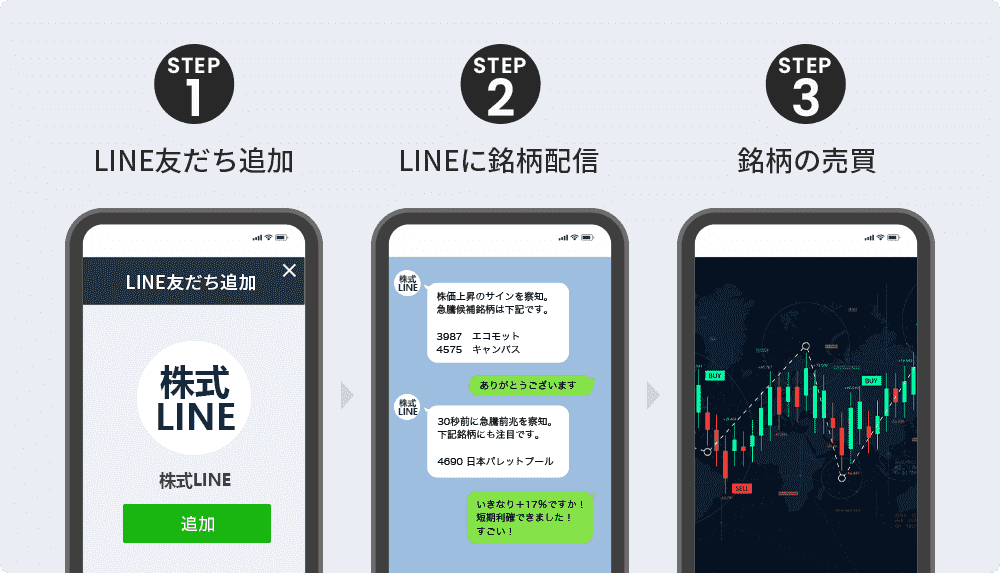 STEP
1
LINE友だち追加
LINE友だち追加
株式
LINE
株式LINE
追加
STEP
2
LINEに銘柄配信
株式
LINE
株価上昇のサインを察知。
急騰候補銘柄は下記です。
3987 エコモット
4575 キャンバス
ありがとうございます
株式
LINE
30秒前に急騰前兆を察知。
下記銘柄にも注目です。
4690 日本パレットプール
いきなり+17%ですか！
短期利確できました！
すごい！
STEP
3
銘柄の売買
BUY
BUY
SELL